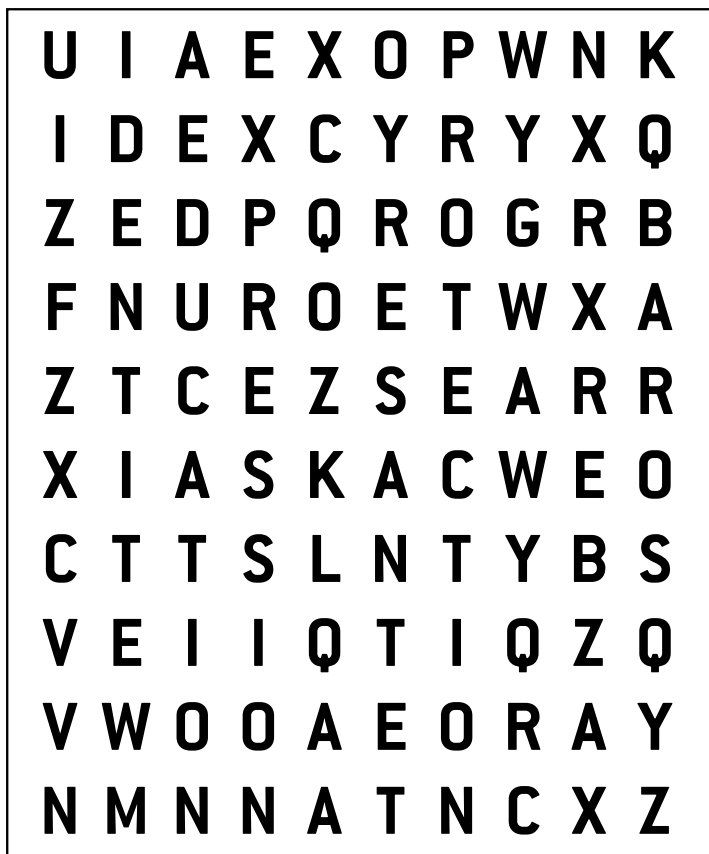 U I A E X O P W N K
I D E X C Y R Y X Q
Z E D P Q R O G R B
F N U R O E T W X A
Z T C E Z S E A R R
X I A S K A C W E O
C T T S L N T Y B S
V E I I Q T I Q Z Q
V W O O A E O R A Y
N M N N A T N C X Z